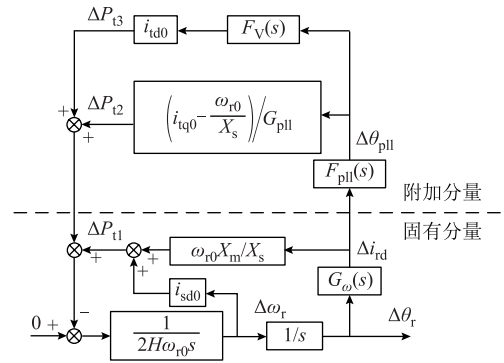 ΔP_t3
i_td0
F_V(s)
+
ΔP_t2
+
(i_tq0 − ω_r0/X_s)//G_pll
Δθ_pll
F_pll(s)
附加分量
固有分量
ΔP_t1
+
+
+
ω_r0X_m/X_s
Δi_rd
+
i_sd0
G_ω(s)
−
0 +
1/2Hω_r0s
Δω_r
1/s
Δθ_r